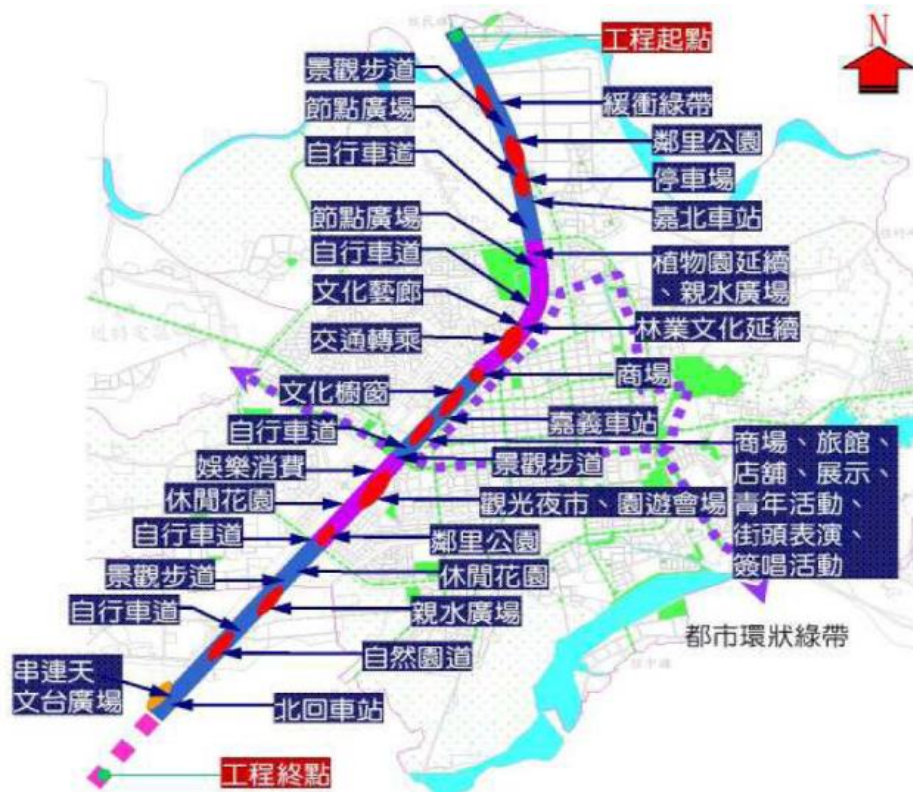 N
工程起點
景觀步道
緩衝綠帶
節點廣場
鄰里公園
自行車道
停車場
嘉北車站
節點廣場
自行車道
植物園延續
、親水廣場
文化藝廊
林業文化延續
交通轉乘
商場
文化櫥窗
嘉義車站
自行車道
景觀步道
商場、旅館、
店舖、展示、
青年活動、
街頭表演、
簽唱活動
娛樂消費
休閒花園
觀光夜市、園遊會場
自行車道
鄰里公園
景觀步道
休閒花園
自行車道
親水廣場
都市環狀綠帶
自然園道
串連天
文台廣場
北回車站
工程終點